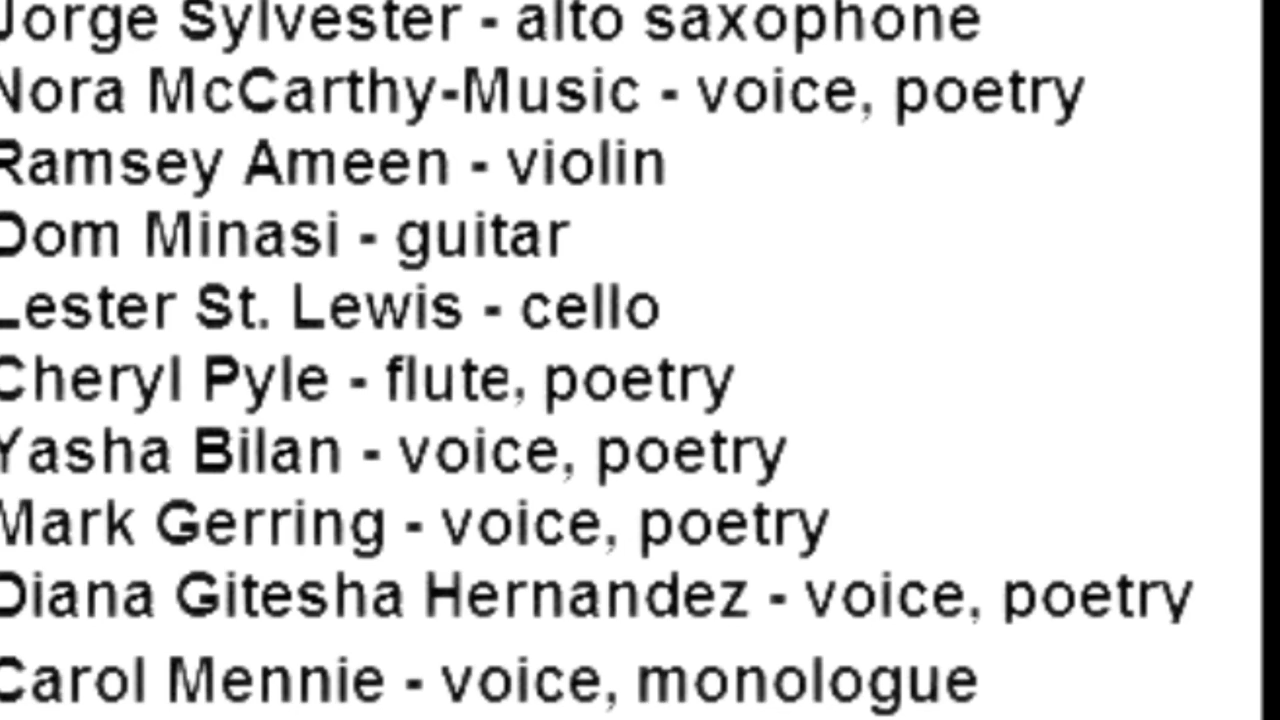 Jorge Sylvester - alto saxophone
Nora McCarthy-Music - voice, poetry
Ramsey Ameen - violin
Dom Minasi - guitar
Lester St. Lewis - cello
Cheryl Pyle - flute, poetry
Yasha Bilan - voice, poetry
Mark Gerring - voice, poetry
Diana Gitesha Hernandez - voice, poetry
Carol Mennie - voice, monologue